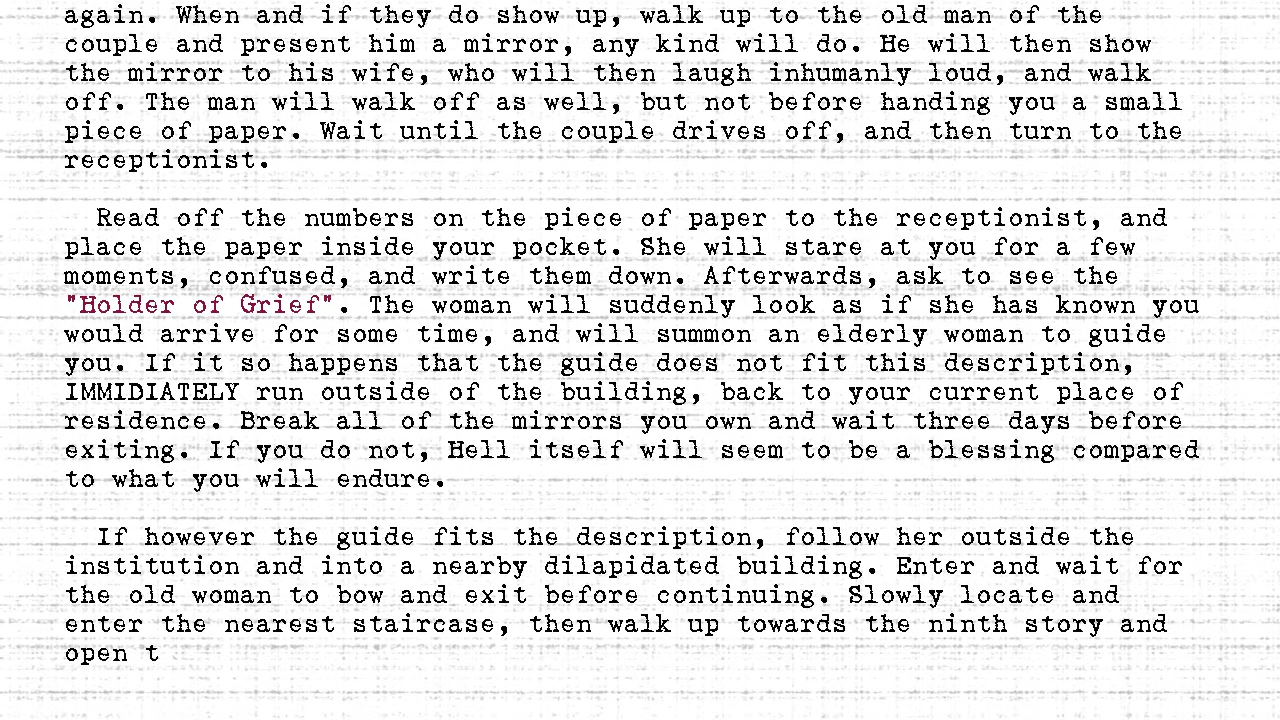 again. When and if they do show up, walk up to the old man of the
couple and present him a mirror, any kind will do. He will then show
the mirror to his wife, who will then laugh inhumanly loud, and walk
off. The man will walk off as well, but not before handing you a small
piece of paper. Wait until the couple drives off, and then turn to the
receptionist.
Read off the numbers on the piece of paper to the receptionist, and
place the paper inside your pocket. She will stare at you for a few
moments, confused, and write them down. Afterwards, ask to see the
"Holder of Grief". The woman will suddenly look as if she has known you
would arrive for some time, and will summon an elderly woman to guide
you. If it so happens that the guide does not fit this description,
IMMIDIATELY run outside of the building, back to your current place of
residence. Break all of the mirrors you own and wait three days before
exiting. If you do not, Hell itself will seem to be a blessing compared
to what you will endure.
If however the guide fits the description, follow her outside the
institution and into a nearby dilapidated building. Enter and wait for
the old woman to bow and exit before continuing. Slowly locate and
enter the nearest staircase, then walk up towards the ninth story and
open t